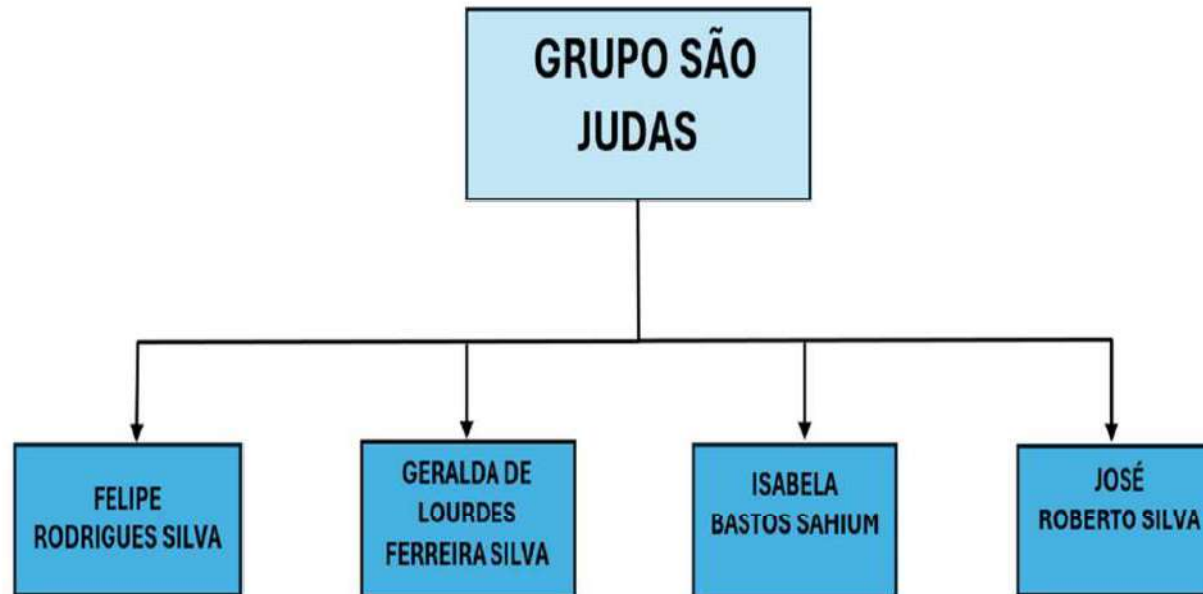 GRUPO SÃO
JUDAS
FELIPE
RODRIGUES SILVA
GERALDA DE
LOURDES
FERREIRA SILVA
ISABELA
BASTOS SAHIUM
JOSÉ
ROBERTO SILVA